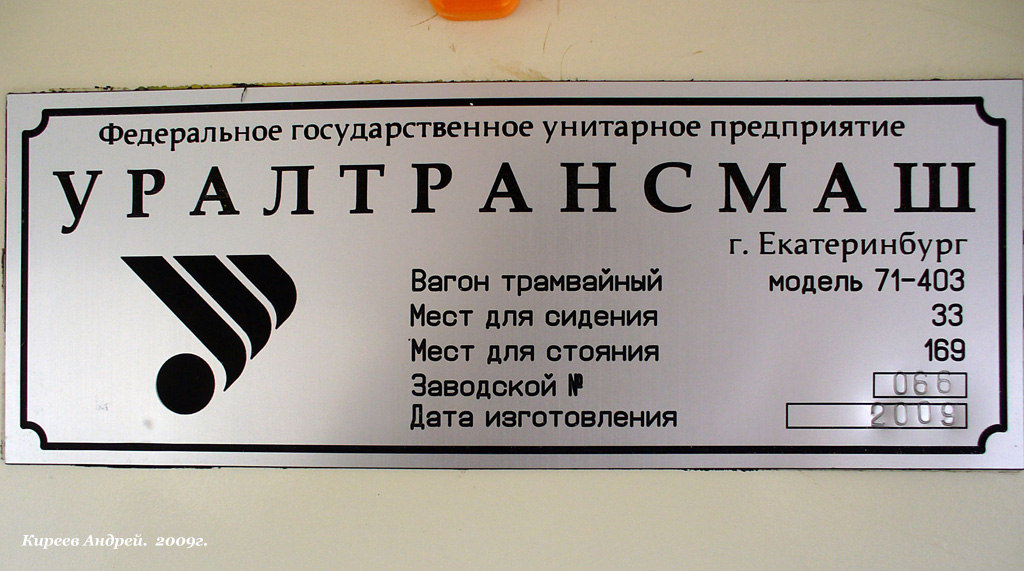 Федеральное государственное унитарное предприятие
УРАЛТРАНСМАШ
г. Екатеринбург
Вагон трамвайный модель 71-403
Мест для сидения 33
Мест для стояния 169
Заводской № 066
Дата изготовления 2009
Киреев Андрей. 2009г.